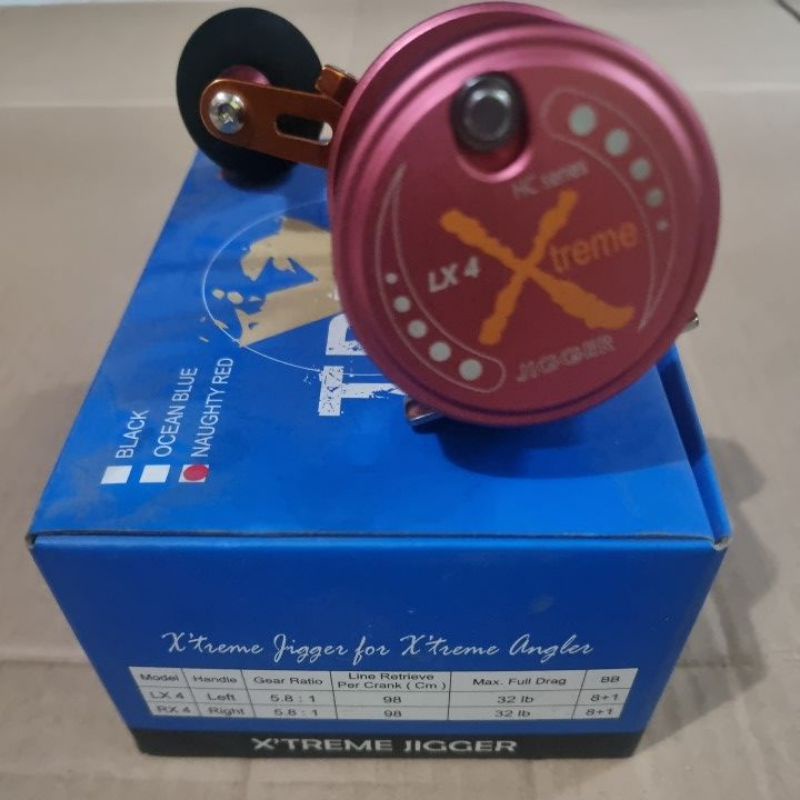 HC series
Xtreme
LX 4
JIGGER
BLACK
OCEAN BLUE
NAUGHTY RED
X'treme Jigger for X'treme Angler
Model Handle Gear Ratio Line Retrieve Per Crank ( Cm ) Max. Full Drag BB
LX 4 Left 5.8 : 1 98 32 lb 8+1
RX 4 Right 5.8 : 1 98 32 lb 8+1
X'TREME JIGGER